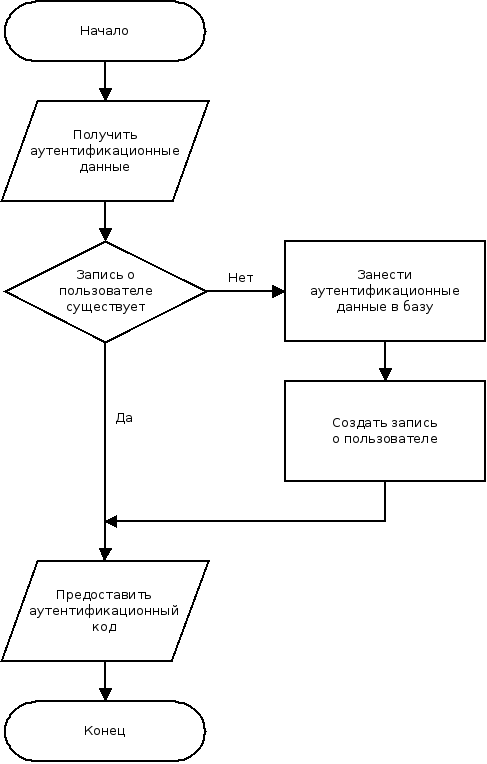 Начало
Получить
аутентификационные
данные
Запись о
пользователе
существует
Нет
Занести
аутентификационные
данные в базу
Создать запись
о пользователе
Да
Предоставить
аутентификационный
код
Конец